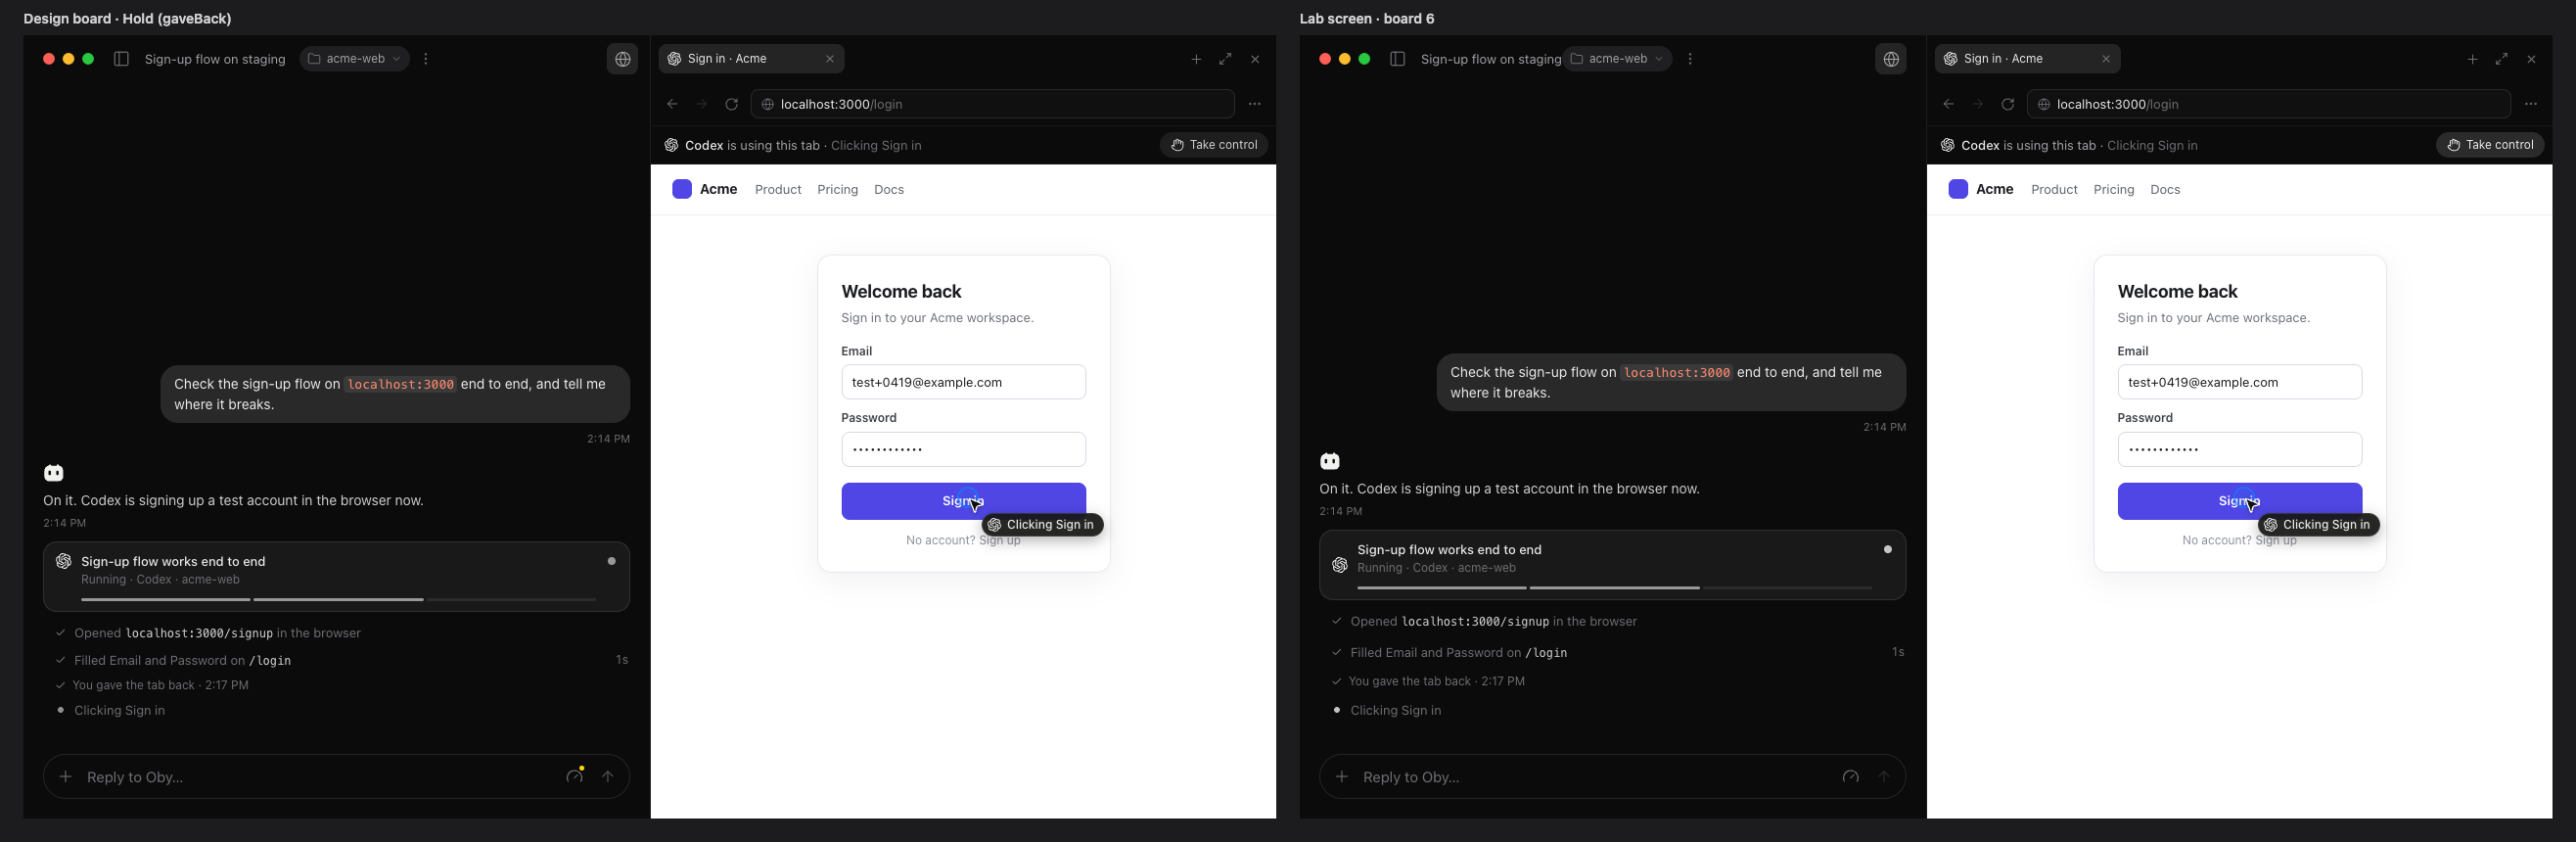 Design board · Hold (gaveBack)
Sign-up flow on staging
acme-web
Check the sign-up flow on localhost:3000 end to end, and tell me
where it breaks.
2:14 PM
On it. Codex is signing up a test account in the browser now.
2:14 PM
Sign-up flow works end to end
Running · Codex · acme-web
Opened localhost:3000/signup in the browser
Filled Email and Password on /login 1s
You gave the tab back · 2:17 PM
Clicking Sign in
Reply to Oby...
Sign in · Acme
localhost:3000/login
Codex is using this tab · Clicking Sign in
Take control
Acme Product Pricing Docs
Welcome back
Sign in to your Acme workspace.
Email
test+0419@example.com
Password
Sign in
Clicking Sign in
No account? Sign up
Lab screen · board 6
Sign-up flow on staging
acme-web
Check the sign-up flow on localhost:3000 end to end, and tell me
where it breaks.
2:14 PM
On it. Codex is signing up a test account in the browser now.
2:14 PM
Sign-up flow works end to end
Running · Codex · acme-web
Opened localhost:3000/signup in the browser
Filled Email and Password on /login 1s
You gave the tab back · 2:17 PM
Clicking Sign in
Reply to Oby...
Sign in · Acme
localhost:3000/login
Codex is using this tab · Clicking Sign in
Take control
Acme Product Pricing Docs
Welcome back
Sign in to your Acme workspace.
Email
test+0419@example.com
Password
Sign in
Clicking Sign in
No account? Sign up